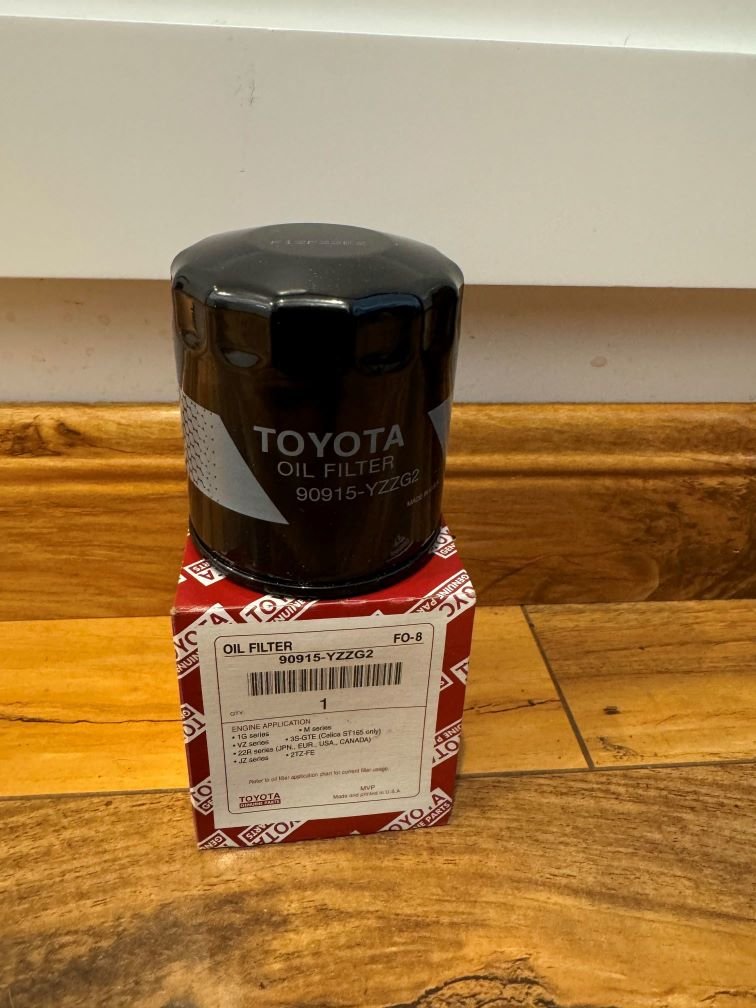 TOYOTA
OIL FILTER
90915-YZZG2
MADE IN
OIL FILTER FO-8
90915-YZZG2
QTY. 1
ENGINE APPLICATION
• 1G series • M series
• VZ series • 3S-GTE (Celica ST165 only)
• 22R series (JPN., EUR., USA., CANADA)
• JZ series • 2TZ-FE
Refer to oil filter application chart for current filter usage.
TOYOTA MVP
GENUINE PARTS Made and printed in U.S.A.